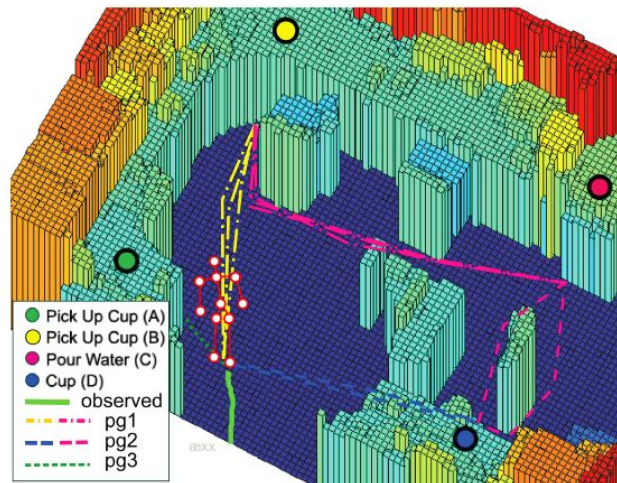 Pick Up Cup (A)
Pick Up Cup (B)
Pour Water (C)
Cup (D)
observed
pg1
pg2
pg3